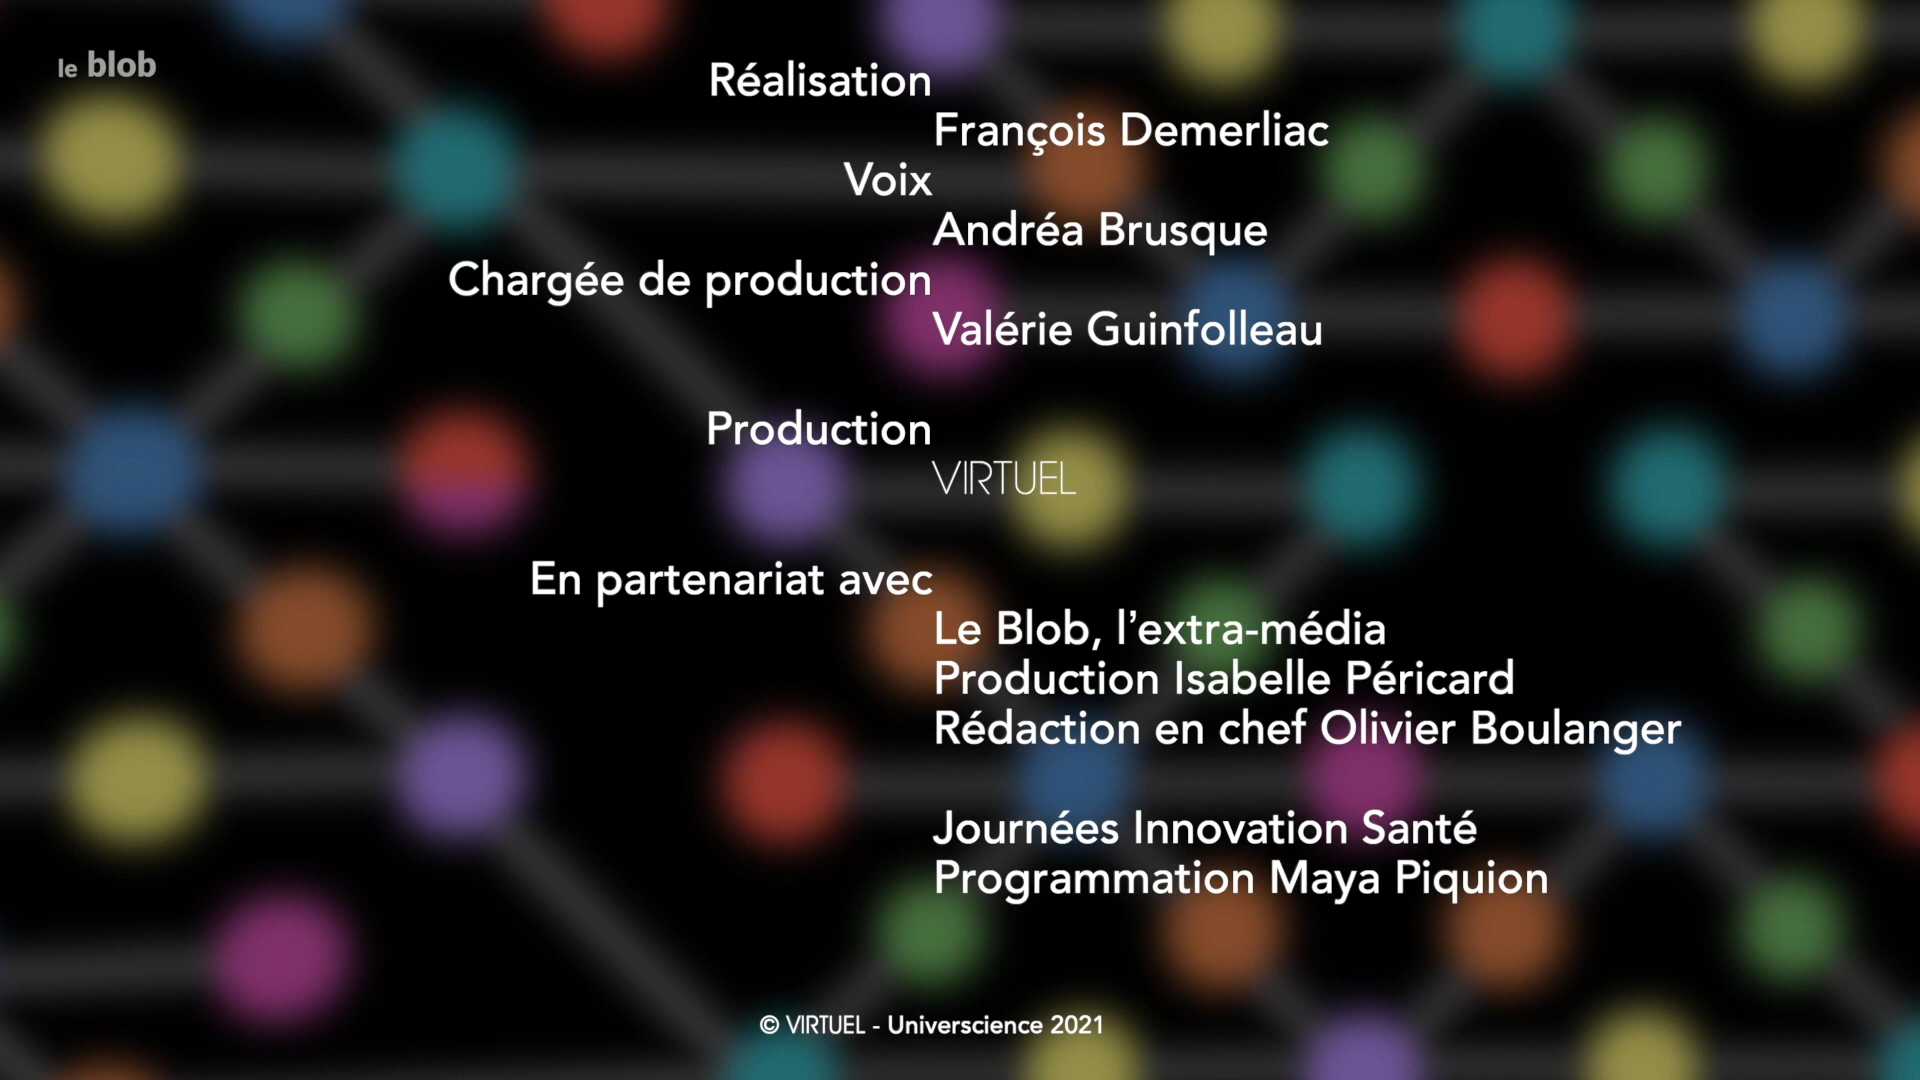 le blob
Réalisation
François Demerliac
Voix
Andréa Brusque
Chargée de production
Valérie Guinfolleau
Production
VIRTUEL
En partenariat avec
Le Blob, l’extra-média
Production Isabelle Péricard
Rédaction en chef Olivier Boulanger
Journées Innovation Santé
Programmation Maya Piquion
© VIRTUEL - Universcience 2021